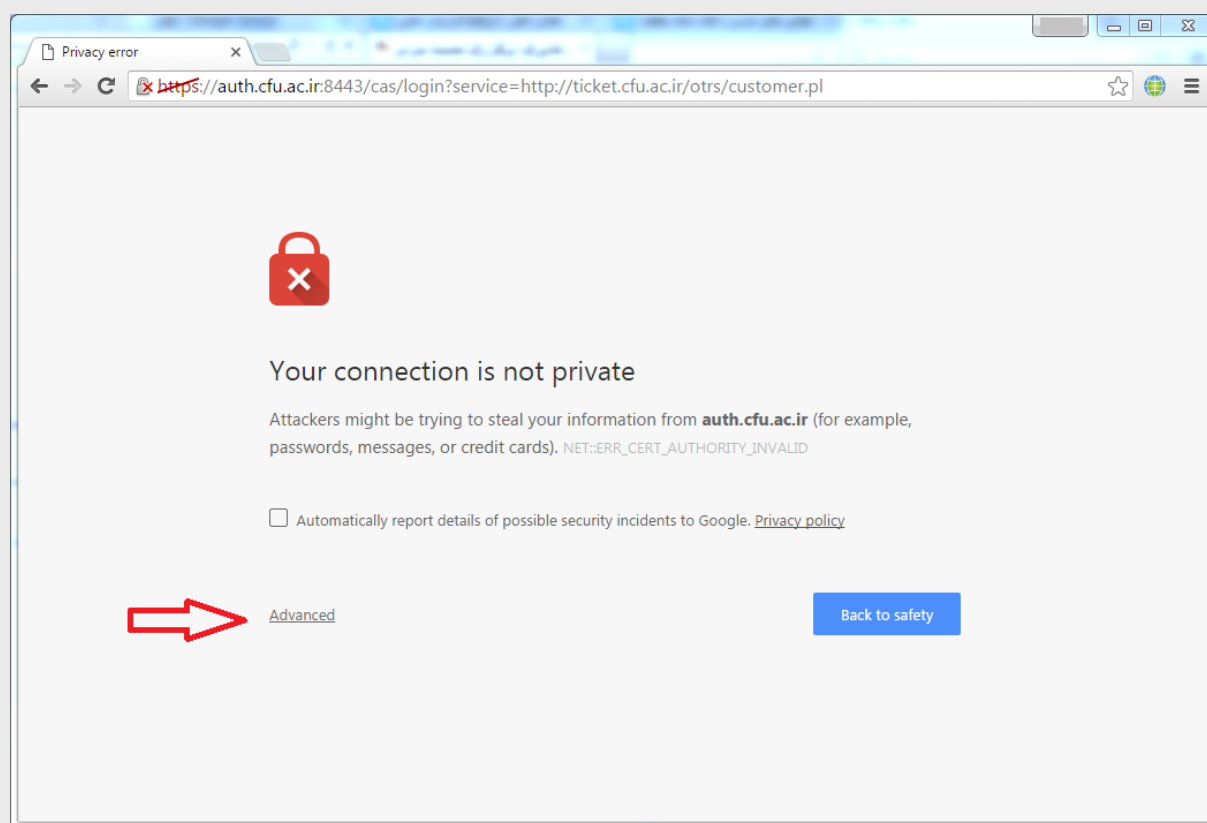 Privacy error
https://auth.cfu.ac.ir:8443/cas/login?service=http://ticket.cfu.ac.ir/otrs/customer.pl
Your connection is not private
Attackers might be trying to steal your information from auth.cfu.ac.ir (for example,
passwords, messages, or credit cards). NET::ERR_CERT_AUTHORITY_INVALID
Automatically report details of possible security incidents to Google. Privacy policy
Advanced
Back to safety